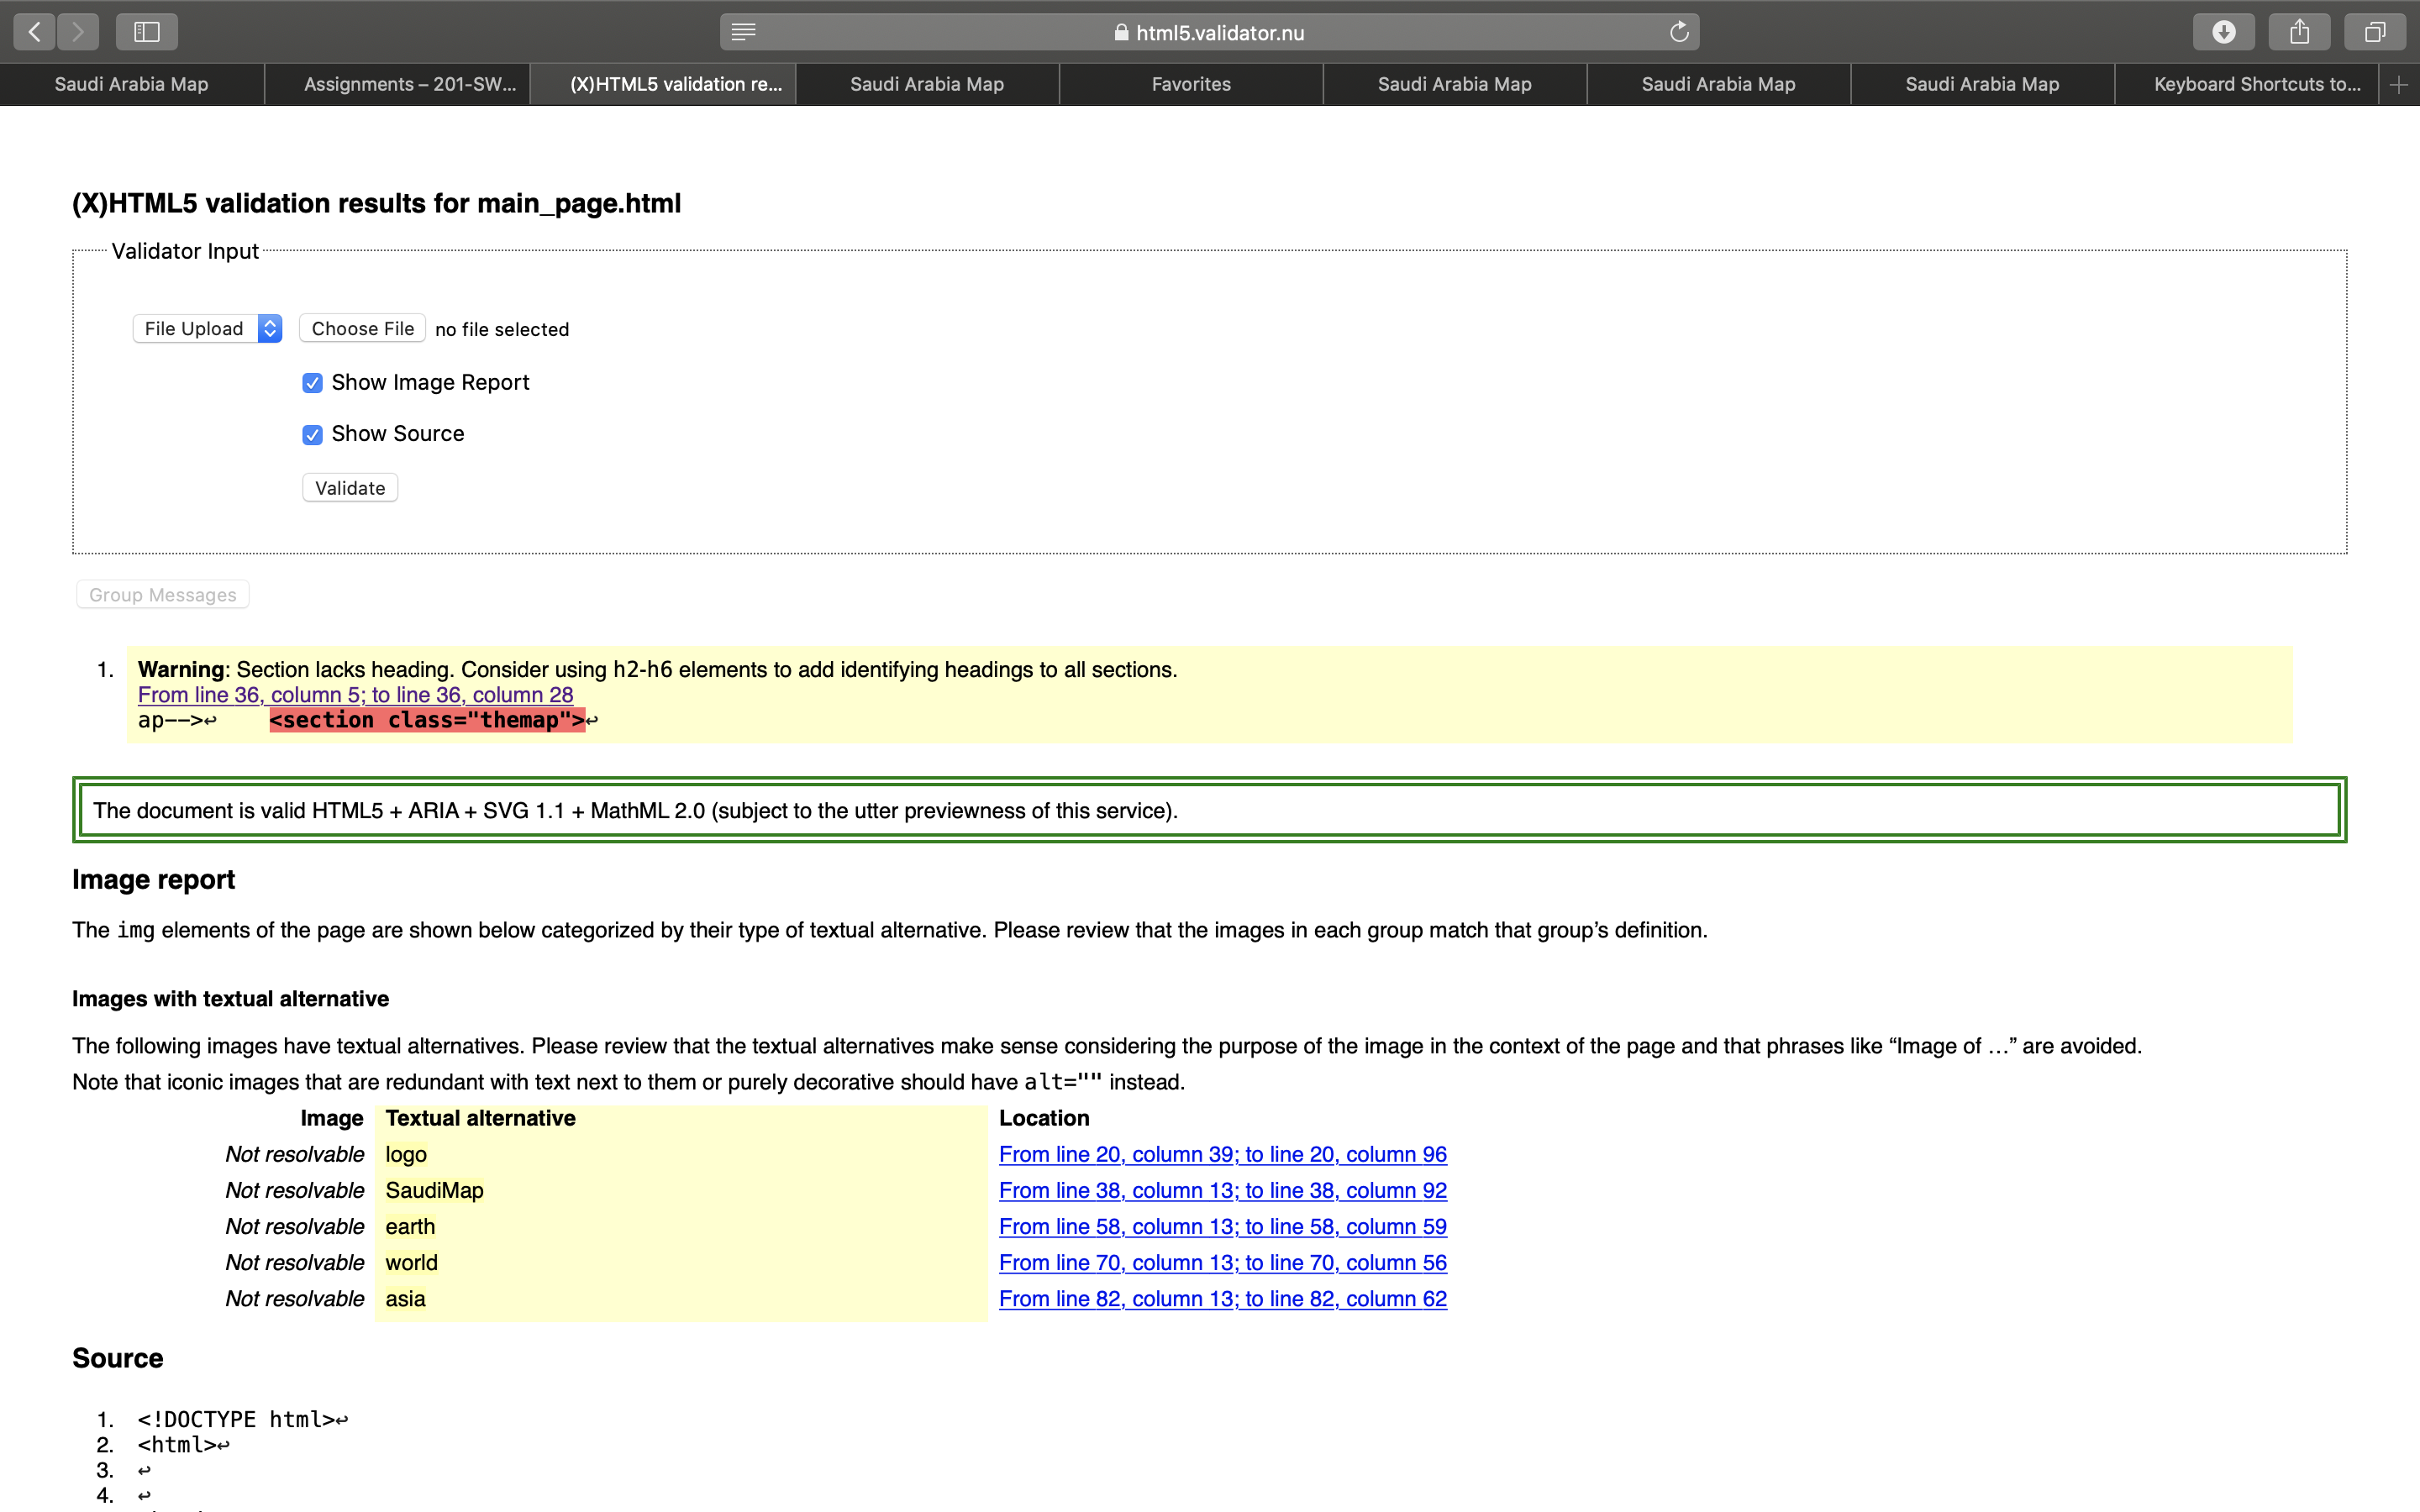 html5.validator.nu
Saudi Arabia Map
Assignments – 201-SW...
(X)HTML5 validation re...
Saudi Arabia Map
Favorites
Saudi Arabia Map
Saudi Arabia Map
Saudi Arabia Map
Keyboard Shortcuts to...
(X)HTML5 validation results for main_page.html
Validator Input
File Upload Choose File no file selected
Show Image Report
Show Source
Validate
Group Messages
1. Warning: Section lacks heading. Consider using h2-h6 elements to add identifying headings to all sections.
From line 36, column 5; to line 36, column 28
ap-->↩ <section class="themap">↩
The document is valid HTML5 + ARIA + SVG 1.1 + MathML 2.0 (subject to the utter previewness of this service).
Image report
The img elements of the page are shown below categorized by their type of textual alternative. Please review that the images in each group match that group’s definition.
Images with textual alternative
The following images have textual alternatives. Please review that the textual alternatives make sense considering the purpose of the image in the context of the page and that phrases like “Image of …” are avoided.
Note that iconic images that are redundant with text next to them or purely decorative should have alt="" instead.
Image Textual alternative Location
Not resolvable logo From line 20, column 39; to line 20, column 96
Not resolvable SaudiMap From line 38, column 13; to line 38, column 92
Not resolvable earth From line 58, column 13; to line 58, column 59
Not resolvable world From line 70, column 13; to line 70, column 56
Not resolvable asia From line 82, column 13; to line 82, column 62
Source
1. <!DOCTYPE html>↩
2. <html>↩
3. ↩
4. ↩